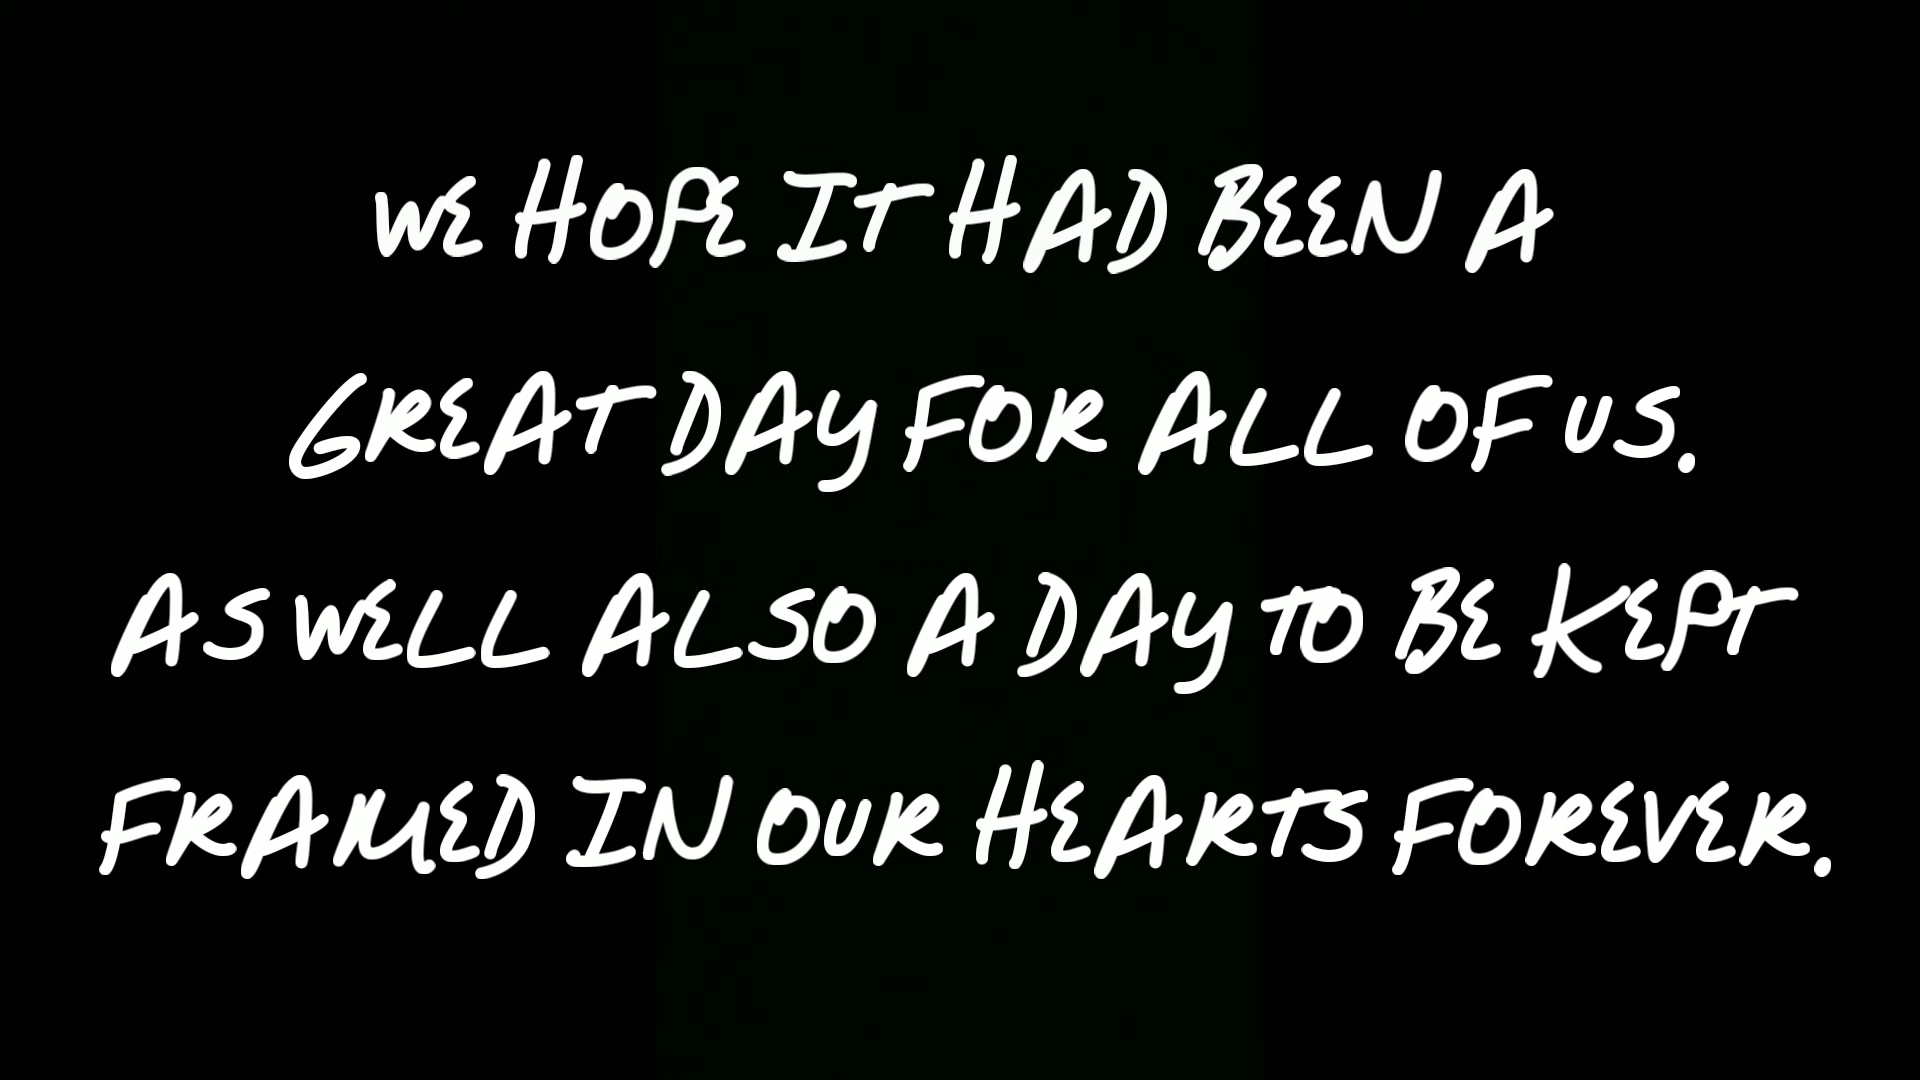 WE HOPE IT HAD BEEN A
GREAT DAY FOR ALL OF US.
AS WELL ALSO A DAY TO BE KEPT
FRAMED IN OUR HEARTS FOREVER.